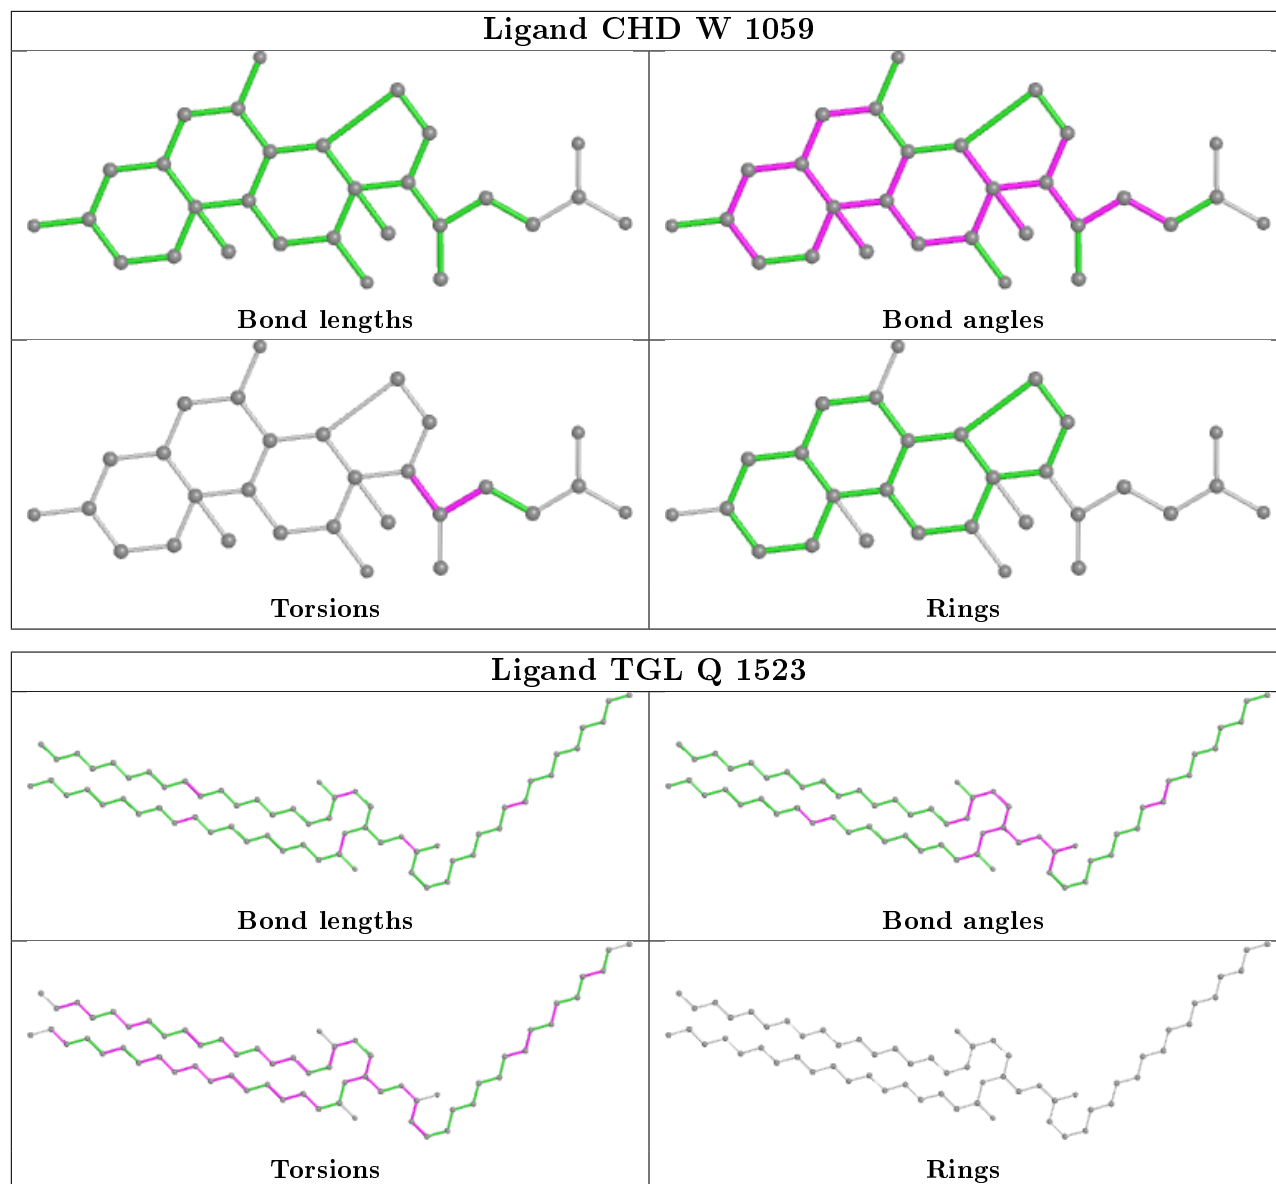 Ligand CHD W 1059
Bond lengths
Bond angles
Torsions
Rings
Ligand TGL Q 1523
Bond lengths
Bond angles
Torsions
Rings